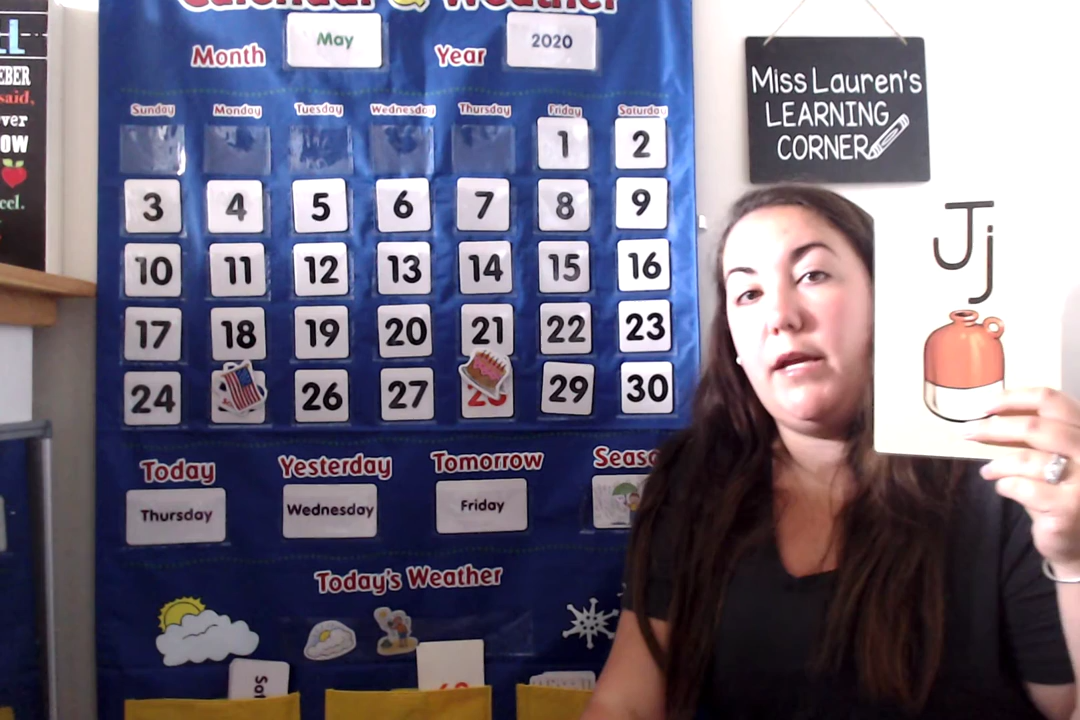 Calendar & Weather
Month May Year 2020
Sunday Monday Tuesday Wednesday Thursday Friday Saturday
1 2
3 4 5 6 7 8 9
10 11 12 13 14 15 16
17 18 19 20 21 22 23
24 26 27 28 29 30
Today Yesterday Tomorrow
Thursday Wednesday Friday
Today's Weather
Miss Lauren's
LEARNING
CORNER
Jj
said,